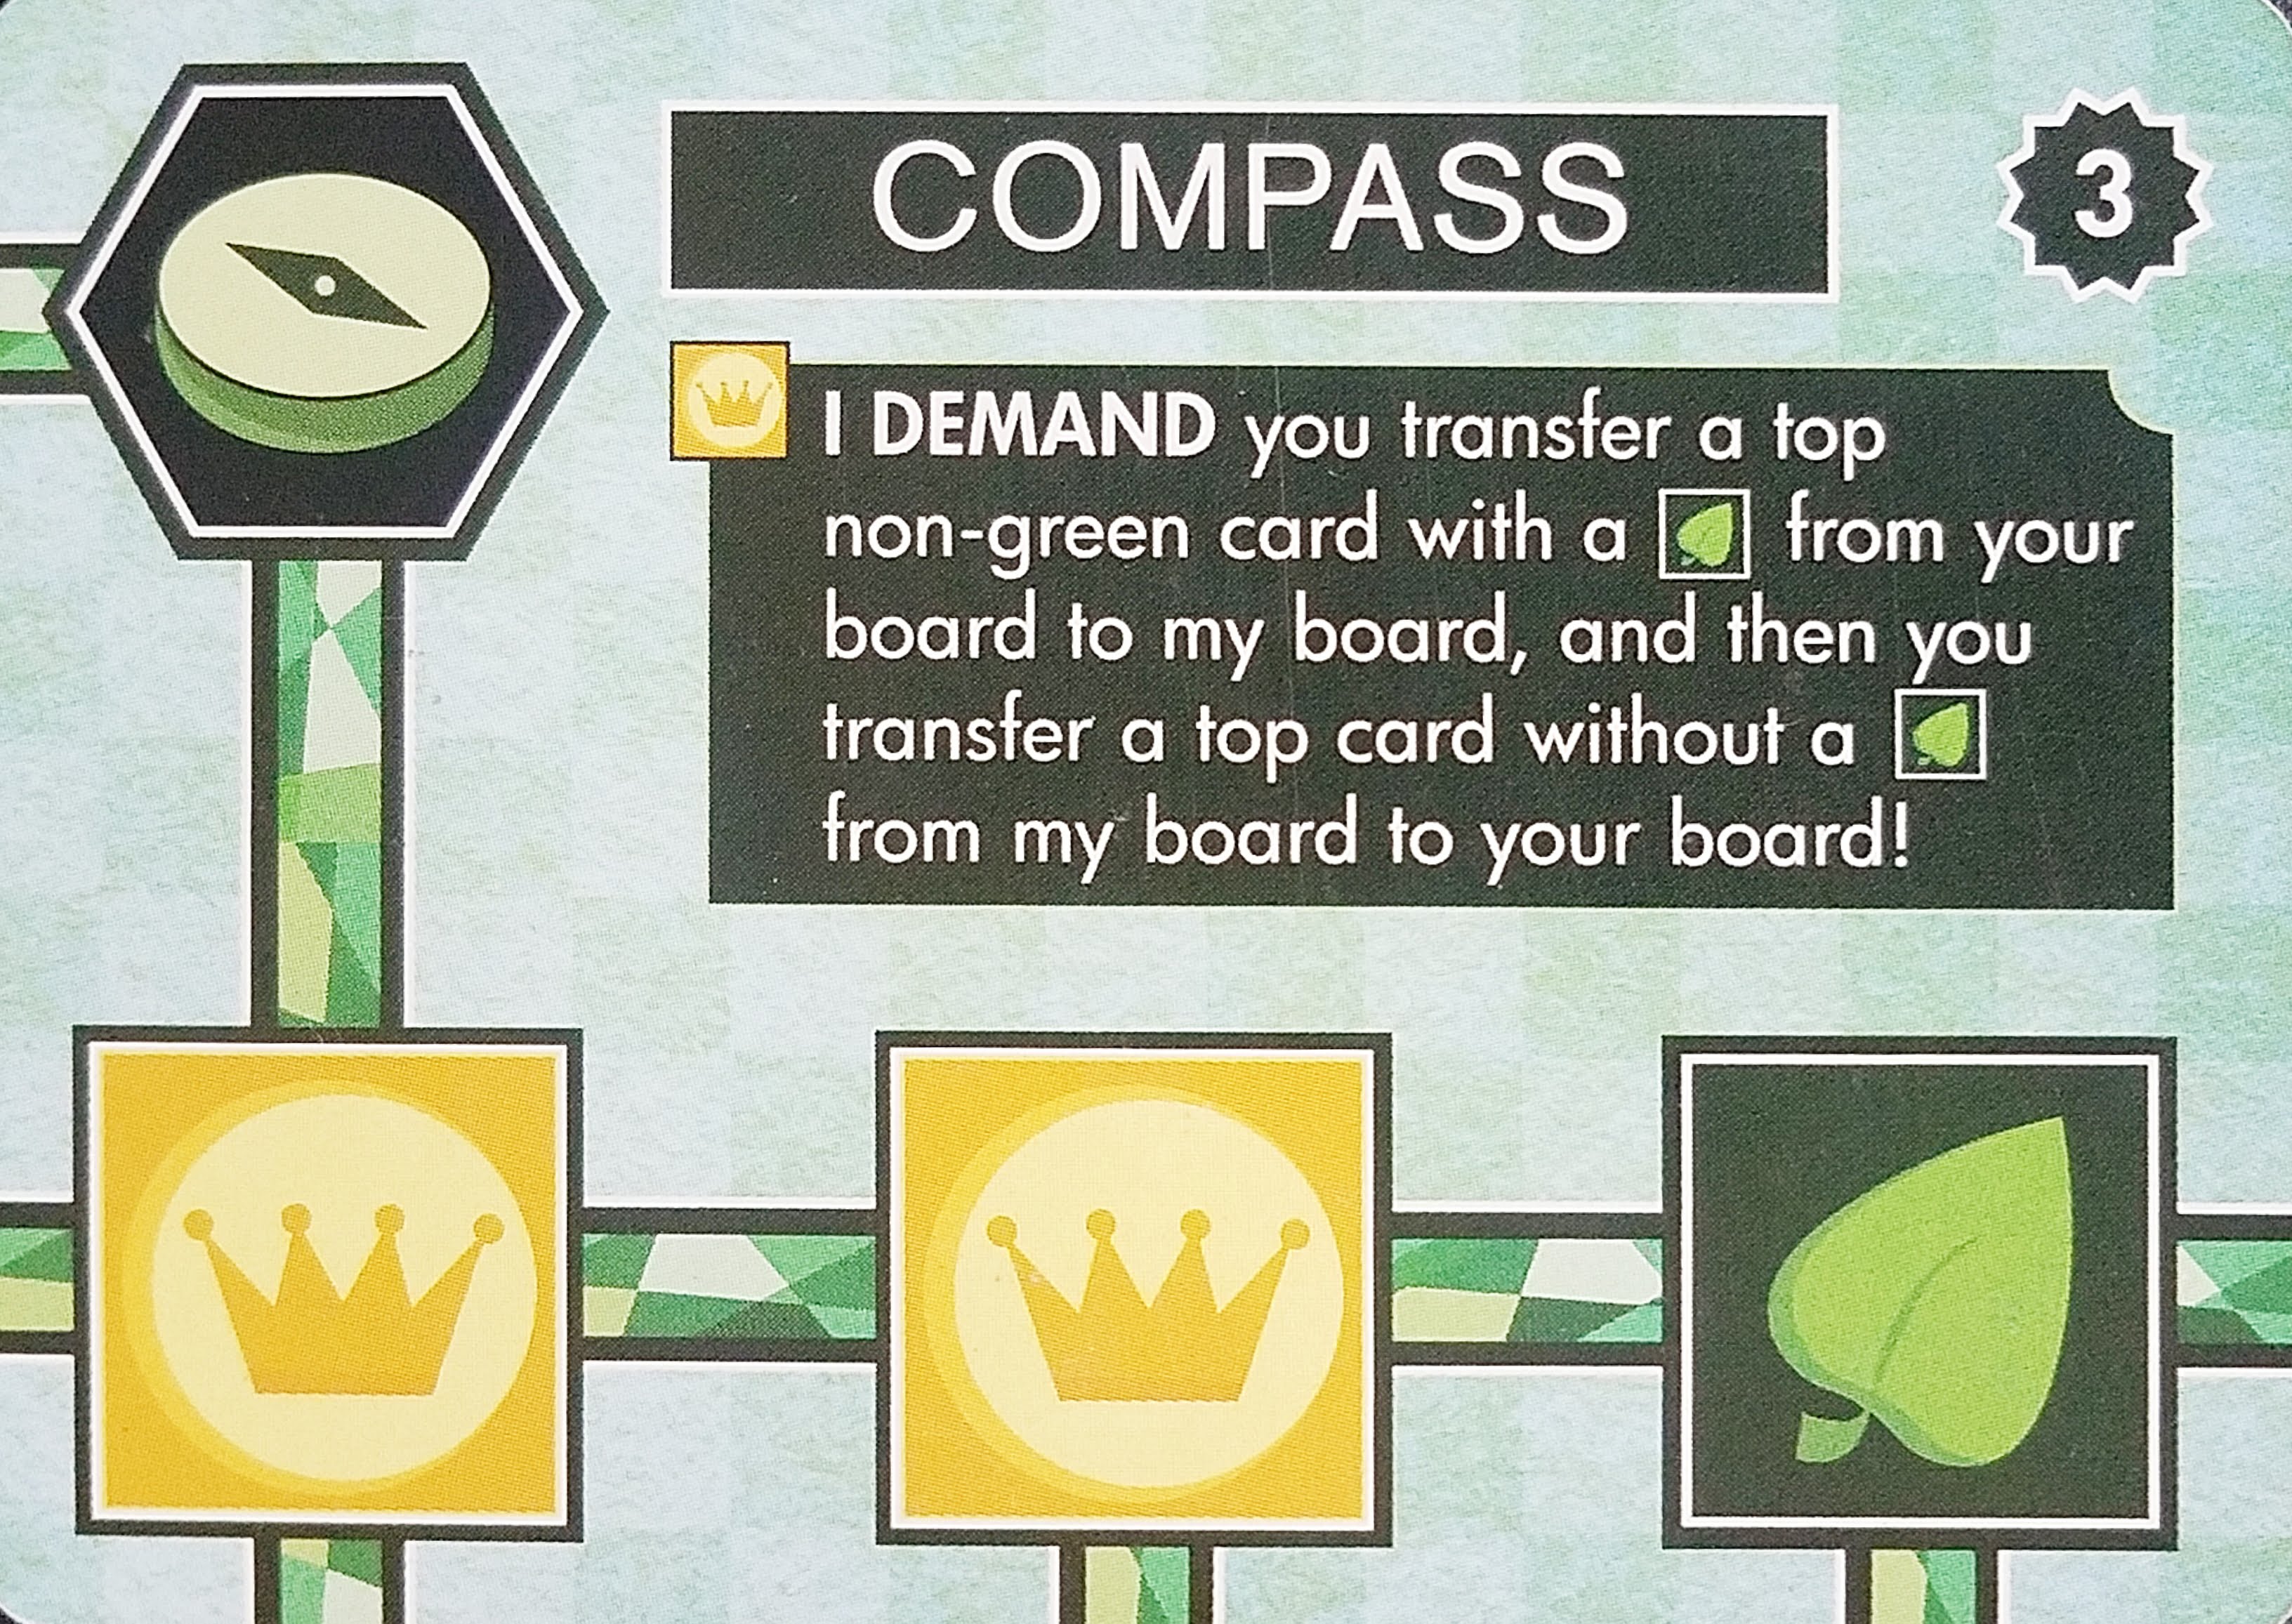 COMPASS
3
I DEMAND you transfer a top
non-green card with a from your
board to my board, and then you
transfer a top card without a
from my board to your board!